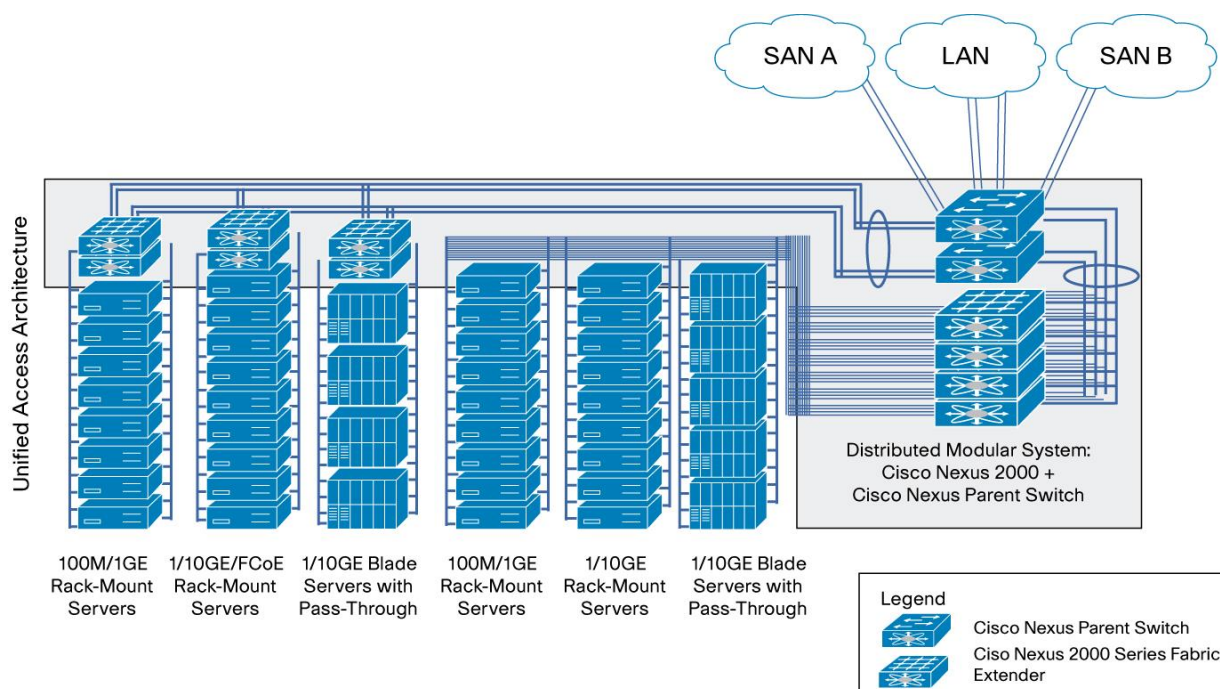 SAN A
LAN
SAN B
Unified Access Architecture
Distributed Modular System:
Cisco Nexus 2000 +
Cisco Nexus Parent Switch
100M/1GE
Rack-Mount
Servers
1/10GE/FCoE
Rack-Mount
Servers
1/10GE Blade
Servers with
Pass-Through
100M/1GE
Rack-Mount
Servers
1/10GE
Rack-Mount
Servers
1/10GE Blade
Servers with
Pass-Through
Legend
Cisco Nexus Parent Switch
Ciso Nexus 2000 Series Fabric
Extender